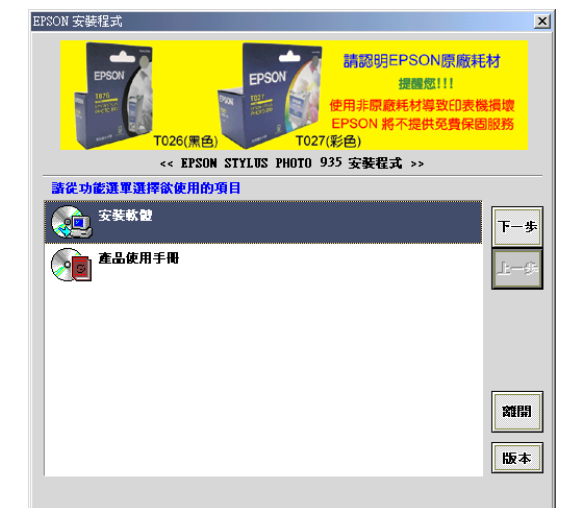 EPSON 安裝程式
請認明EPSON原廠耗材
提醒您!!!
使用非原廠耗材導致印表機損壞
EPSON 將不提供免費保固服務
EPSON
T026
EPSON
T027
T026(黑色)
T027(彩色)
<< EPSON STYLUS PHOTO 935 安裝程式 >>
請從功能選單選擇欲使用的項目
安裝軟體
產品使用手冊
下一步
上一步
離開
版本